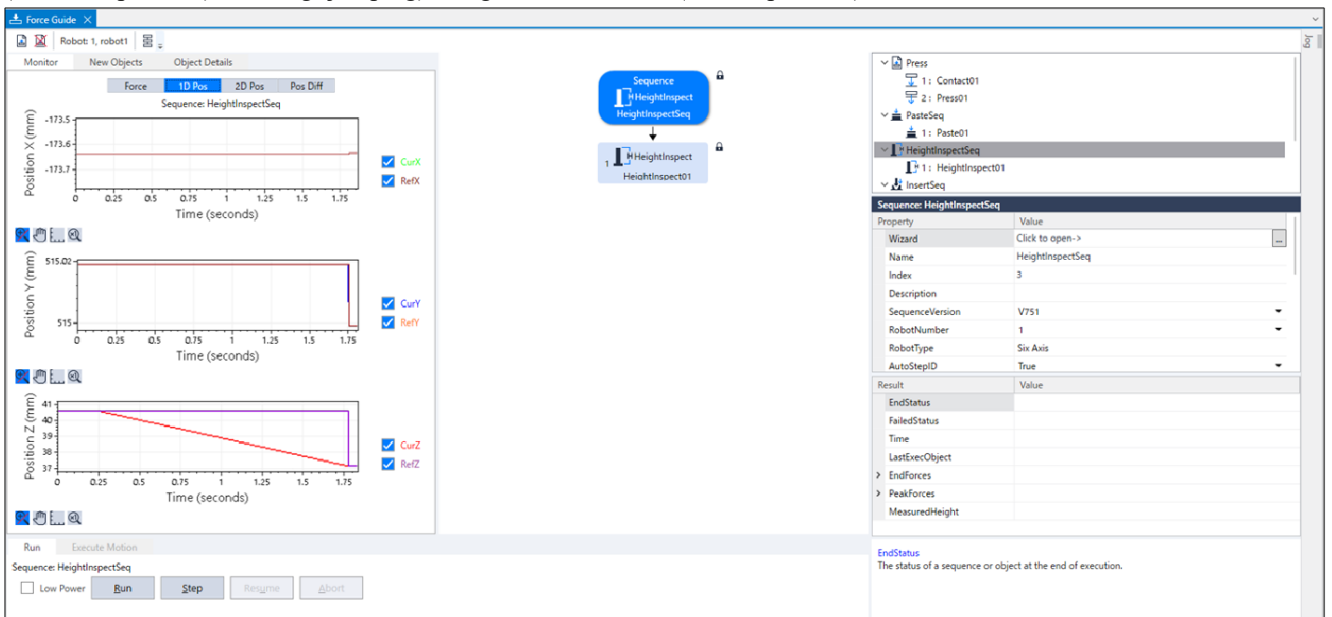 Force Guide
Robot: 1, robot1
Jog
Monitor New Objects Object Details
Force 1D Pos 2D Pos Pos Diff
Sequence: HeightInspectSeq
Position X (mm)
-173.5
-173.6
-173.7
0 0.25 0.5 0.75 1 1.25 1.5 1.75
Time (seconds)
CurX
RefX
Position Y (mm)
515.02
515
0 0.25 0.5 0.75 1 1.25 1.5 1.75
Time (seconds)
CurY
RefY
Position Z (mm)
41
40
39
38
37
0 0.25 0.5 0.75 1 1.25 1.5 1.75
Time (seconds)
CurZ
RefZ
Run Execute Motion
Sequence: HeightInspectSeq
Low Power Run Step Resume Abort
Sequence
HeightInspect
HeightInspectSeq
1 HeightInspect
HeightInspect01
Press
1: Contact01
2: Press01
PasteSeq
1: Paste01
HeightInspectSeq
1: HeightInspect01
InsertSeq
Sequence: HeightInspectSeq
Property Value
Wizard Click to open-> ...
Name HeightInspectSeq
Index 3
Description
SequenceVersion V751
RobotNumber 1
RobotType Six Axis
AutoStepID True
Result Value
EndStatus
FailedStatus
Time
LastExecObject
EndForces
PeakForces
MeasuredHeight
EndStatus
The status of a sequence or object at the end of execution.